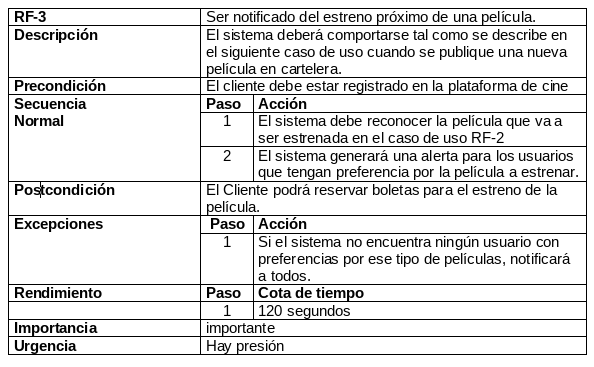 RF-3 Ser notificado del estreno próximo de una película.
Descripción El sistema deberá comportarse tal como se describe en
el siguiente caso de uso cuando se publique una nueva
película en cartelera.
Precondición El cliente debe estar registrado en la plataforma de cine
Secuencia Paso Acción
Normal 1 El sistema debe reconocer la película que va a
ser estrenada en el caso de uso RF-2
2 El sistema generará una alerta para los usuarios
que tengan preferencia por la película a estrenar.
Postcondición El Cliente podrá reservar boletas para el estreno de la
película.
Excepciones Paso Acción
1 Si el sistema no encuentra ningún usuario con
preferencias por ese tipo de películas, notificará
a todos.
Rendimiento Paso Cota de tiempo
1 120 segundos
Importancia importante
Urgencia Hay presión